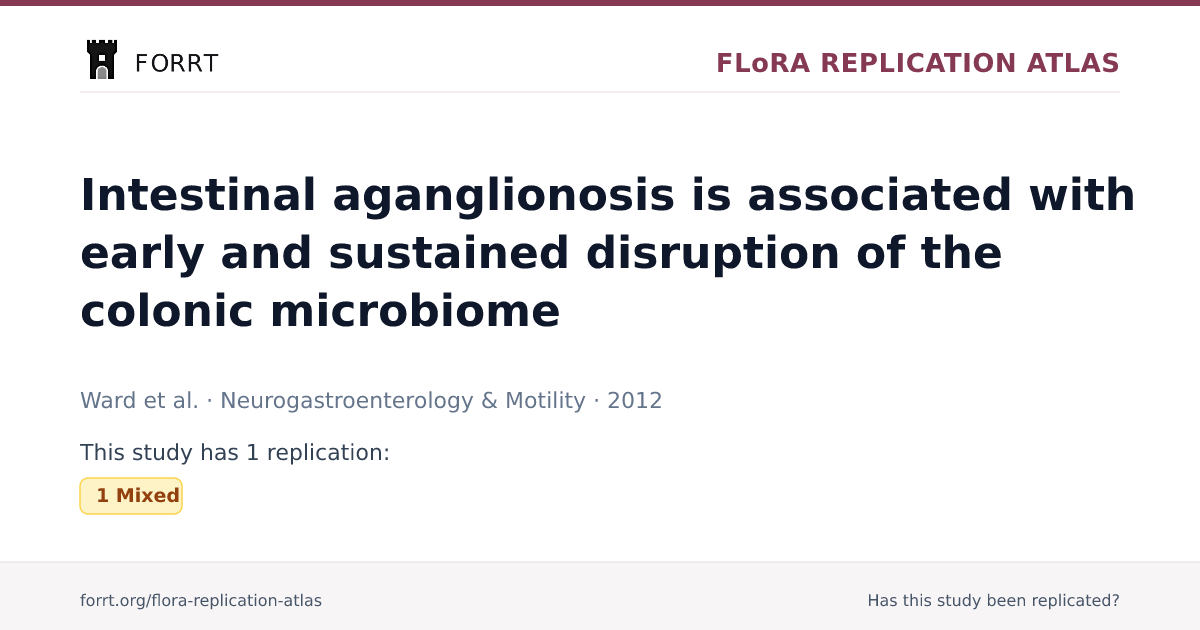 FORRT
FLoRA REPLICATION ATLAS
Intestinal aganglionosis is associated with
early and sustained disruption of the
colonic microbiome
Ward et al. · Neurogastroenterology & Motility · 2012
This study has 1 replication:
1 Mixed
forrt.org/flora-replication-atlas
Has this study been replicated?